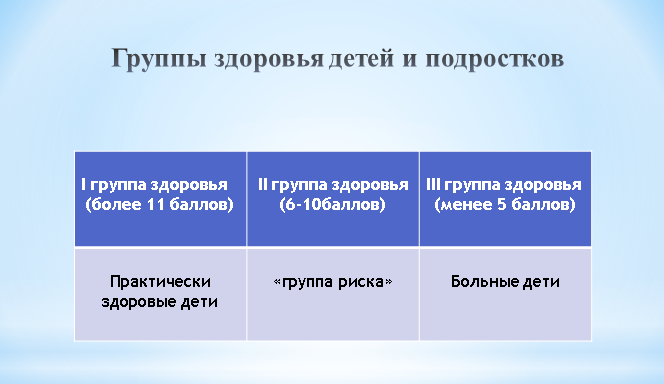 Группы здоровья детей и подростков
I группа здоровья
(более 11 баллов)
II группа здоровья
(6-10баллов)
III группа здоровья
(менее 5 баллов)
Практически
здоровые дети
«группа риска»
Больные дети